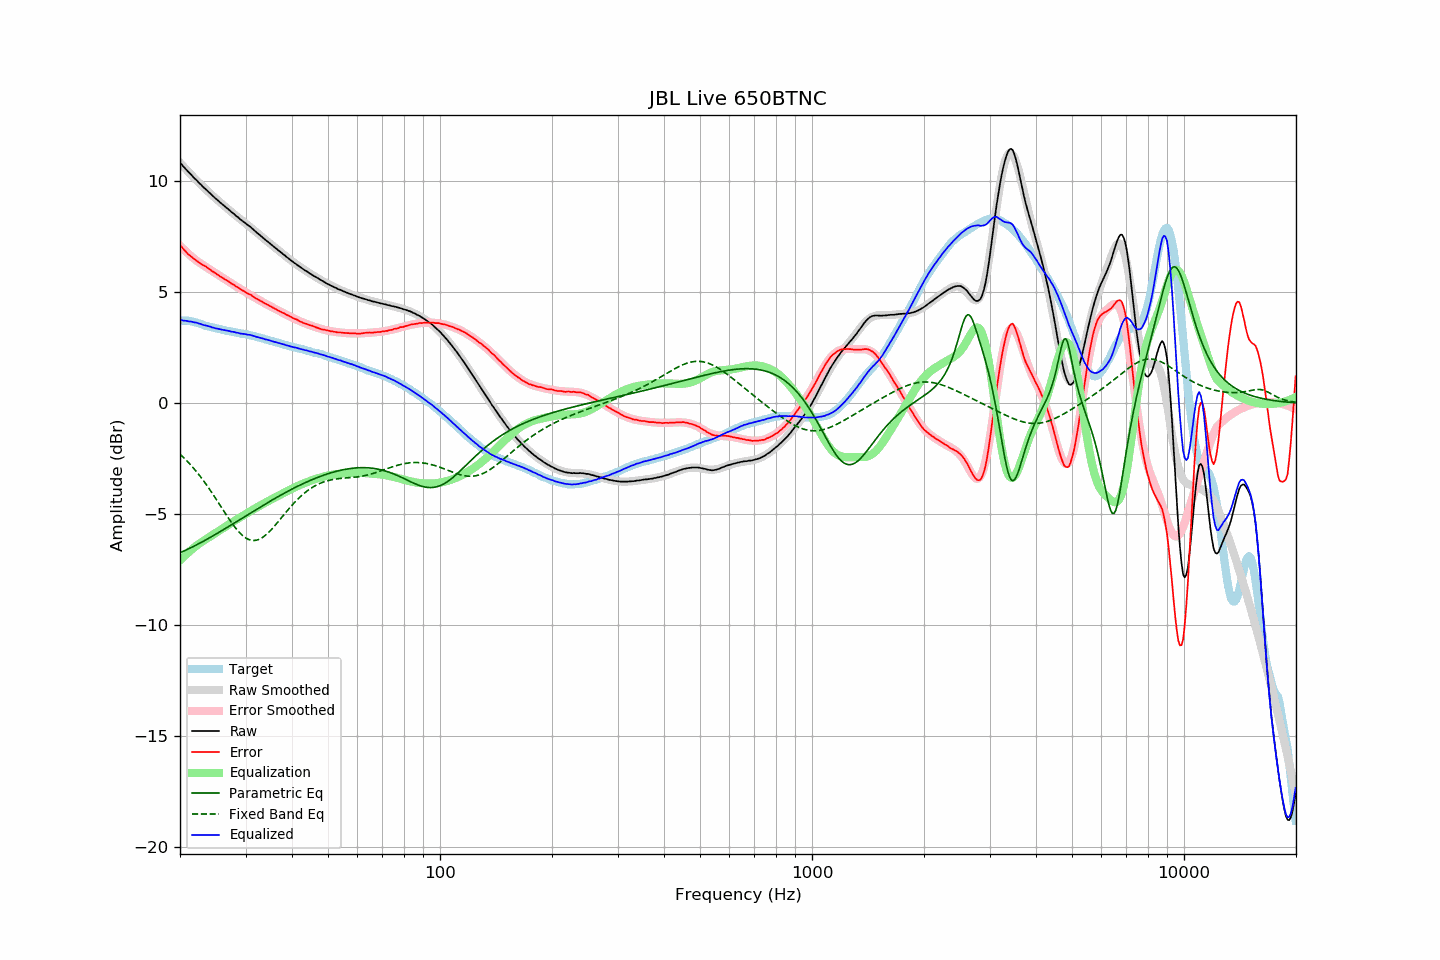 JBL Live 650BTNC
10
5
0
−5
−10
−15
−20
Amplitude (dBr)
Target
Raw Smoothed
Error Smoothed
Raw
Error
Equalization
Parametric Eq
Fixed Band Eq
Equalized
100
1000
10000
Frequency (Hz)